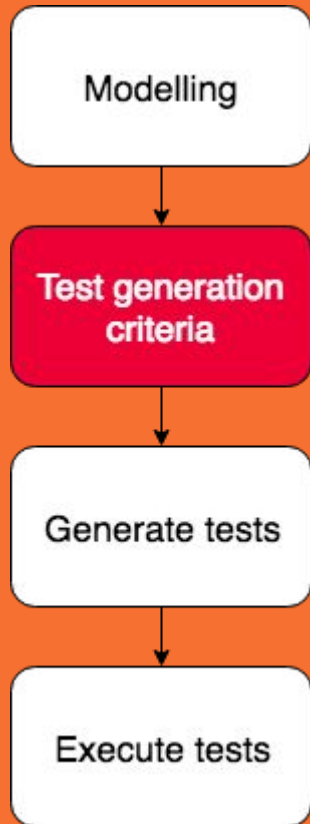 Modelling
Test generation
criteria
Generate tests
Execute tests